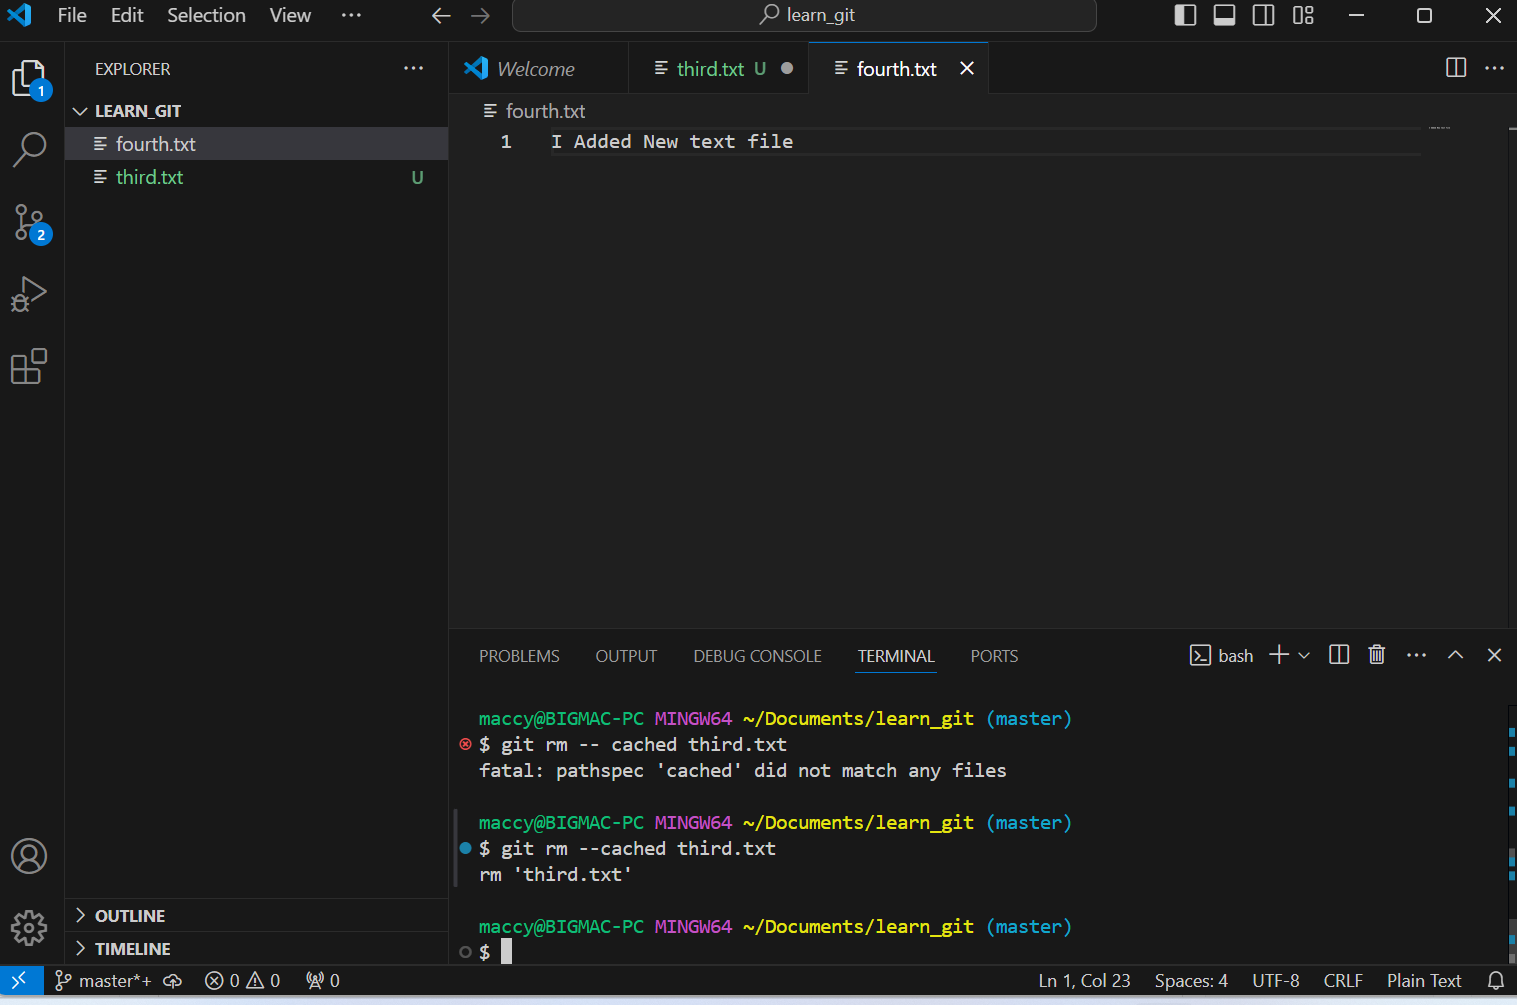 File Edit Selection View ··· learn_git
EXPLORER ···
LEARN_GIT
fourth.txt
third.txt U
1
2
Welcome third.txt U fourth.txt
fourth.txt
1 I Added New text file
PROBLEMS OUTPUT DEBUG CONSOLE TERMINAL PORTS bash
maccy@BIGMAC-PC MINGW64 ~/Documents/learn_git (master)
$ git rm -- cached third.txt
fatal: pathspec 'cached' did not match any files
maccy@BIGMAC-PC MINGW64 ~/Documents/learn_git (master)
$ git rm --cached third.txt
rm 'third.txt'
maccy@BIGMAC-PC MINGW64 ~/Documents/learn_git (master)
$
OUTLINE
TIMELINE
master*+ 0 0 0 Ln 1, Col 23 Spaces: 4 UTF-8 CRLF Plain Text